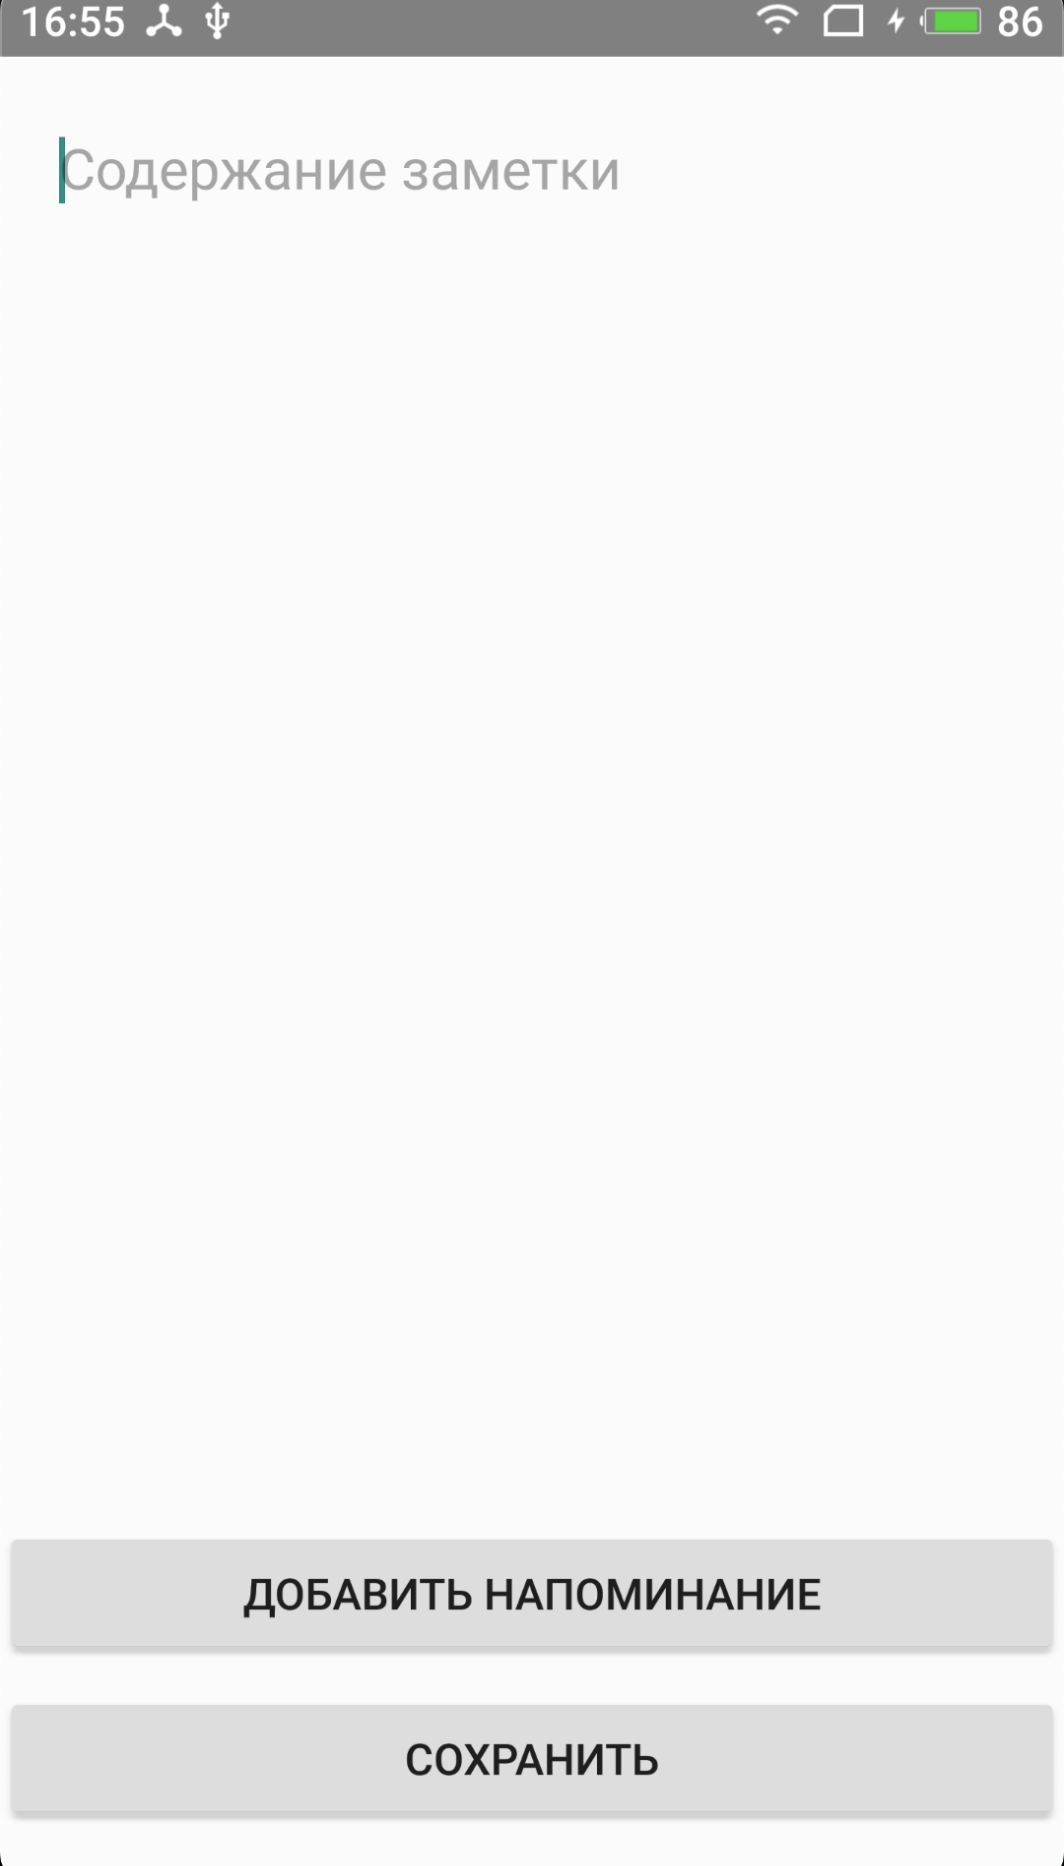 16:55 86
Содержание заметки
ДОБАВИТЬ НАПОМИНАНИЕ
СОХРАНИТЬ